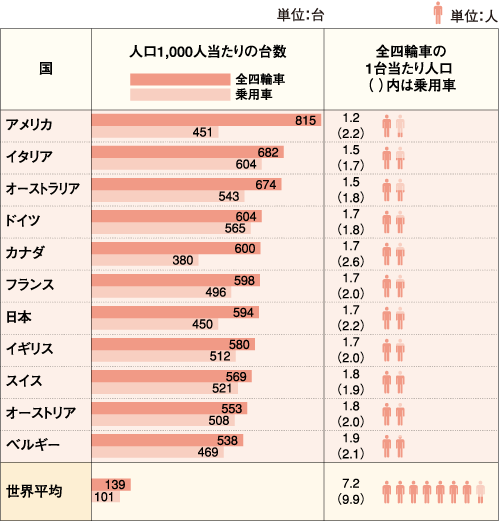 単位：台
単位：人
国
人口1,000人当たりの台数
全四輪車
乗用車
全四輪車の
1台当たり人口
（ ）内は乗用車
アメリカ
815
451
1.2
（2.2）
イタリア
682
604
1.5
（1.7）
オーストラリア
674
543
1.5
（1.8）
ドイツ
604
565
1.7
（1.8）
カナダ
600
380
1.7
（2.6）
フランス
598
496
1.7
（2.0）
日本
594
450
1.7
（2.2）
イギリス
580
512
1.7
（2.0）
スイス
569
521
1.8
（1.9）
オーストリア
553
508
1.8
（2.0）
ベルギー
538
469
1.9
（2.1）
世界平均
139
101
7.2
（9.9）